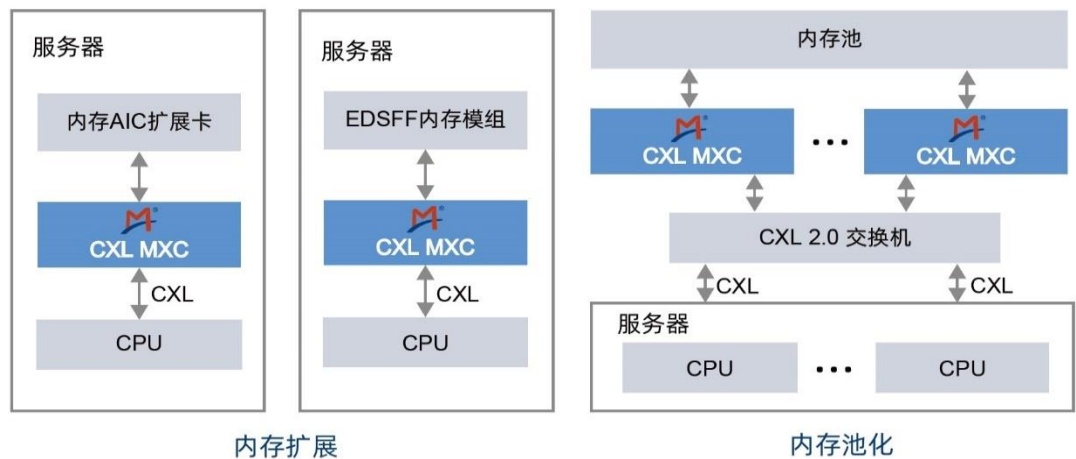 服务器
内存AIC扩展卡
CXL MXC
CXL
CPU
服务器
EDSFF内存模组
CXL MXC
CXL
CPU
内存扩展
内存池
CXL MXC
•••
CXL MXC
CXL 2.0 交换机
CXL
CXL
服务器
CPU
•••
CPU
内存池化